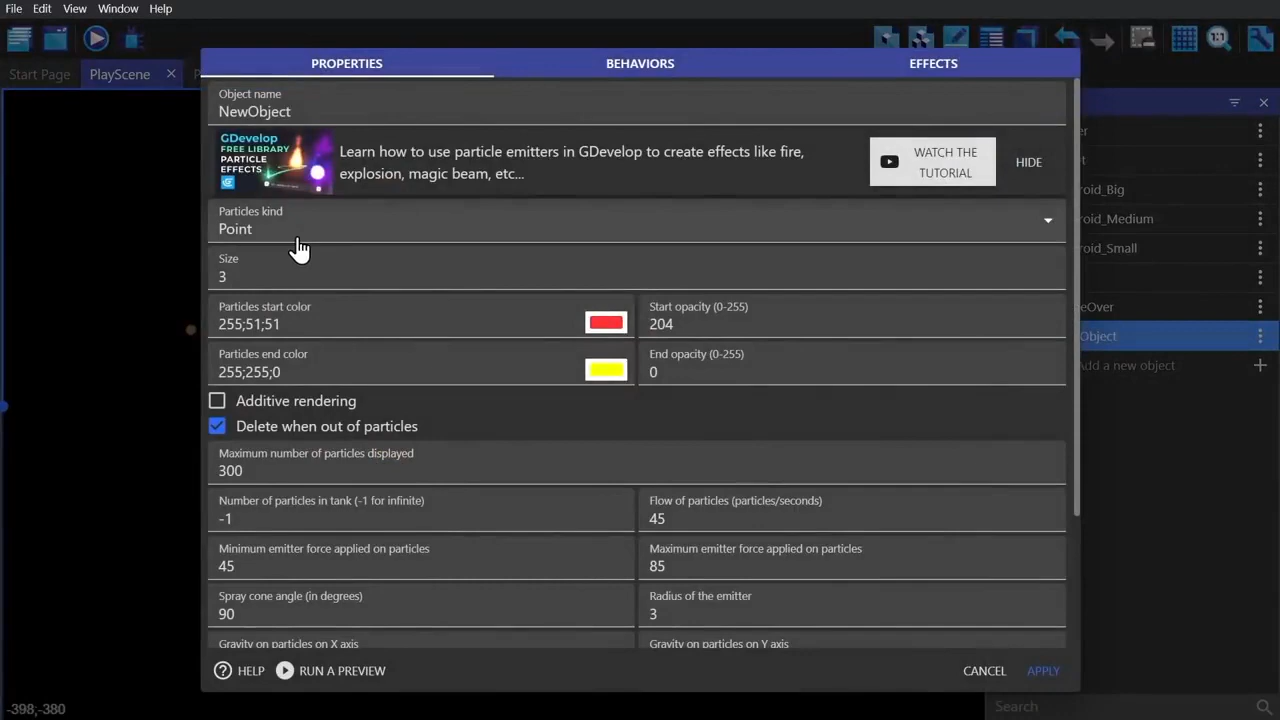 File Edit View Window Help
Start Page PlayScene
PROPERTIES BEHAVIORS EFFECTS
Object name
NewObject
GDevelop
FREE LIBRARY
PARTICLE
EFFECTS
Learn how to use particle emitters in GDevelop to create effects like fire,
explosion, magic beam, etc...
WATCH THE
TUTORIAL
HIDE
Particles kind
Point
Size
3
Particles start color
255;51;51
Start opacity (0-255)
204
Particles end color
255;255;0
End opacity (0-255)
0
Additive rendering
Delete when out of particles
Maximum number of particles displayed
300
Number of particles in tank (-1 for infinite)
-1
Flow of particles (particles/seconds)
45
Minimum emitter force applied on particles
45
Maximum emitter force applied on particles
85
Spray cone angle (in degrees)
90
Radius of the emitter
3
Gravity on particles on X axis
Gravity on particles on Y axis
HELP RUN A PREVIEW CANCEL APPLY
1:1
er
ot
roid_Big
roid_Medium
roid_Small
eOver
Object
dd a new object
-398;-380
Search